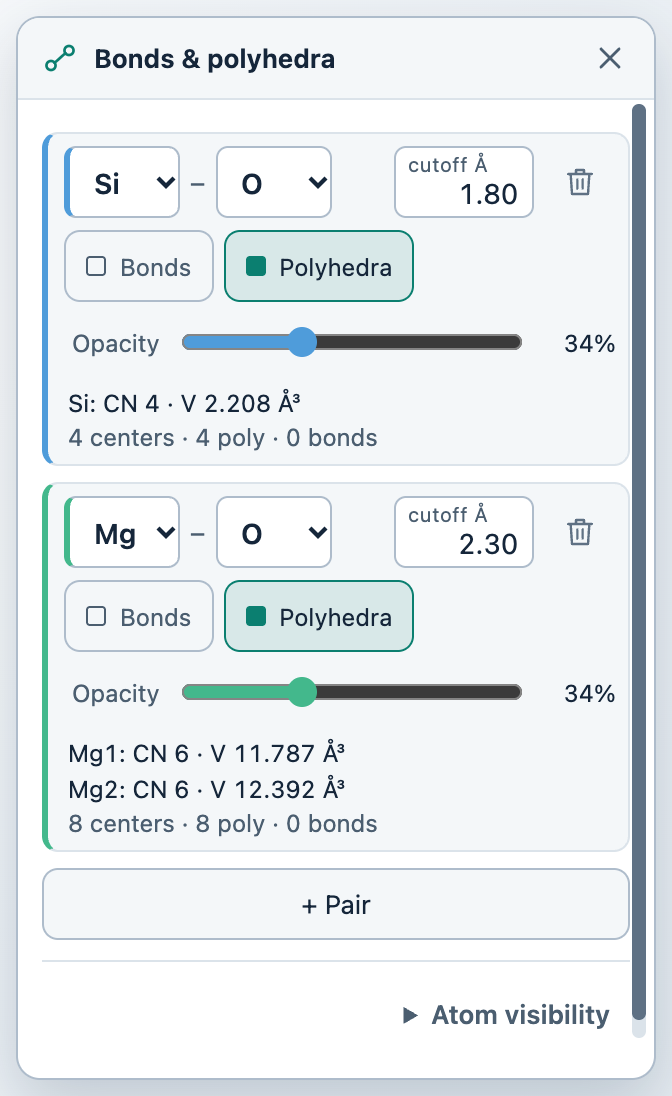 Bonds & polyhedra
Si – O cutoff Å 1.80
Bonds Polyhedra
Opacity 34%
Si: CN 4 · V 2.208 Å³
4 centers · 4 poly · 0 bonds
Mg – O cutoff Å 2.30
Bonds Polyhedra
Opacity 34%
Mg1: CN 6 · V 11.787 Å³
Mg2: CN 6 · V 12.392 Å³
8 centers · 8 poly · 0 bonds
+ Pair
Atom visibility